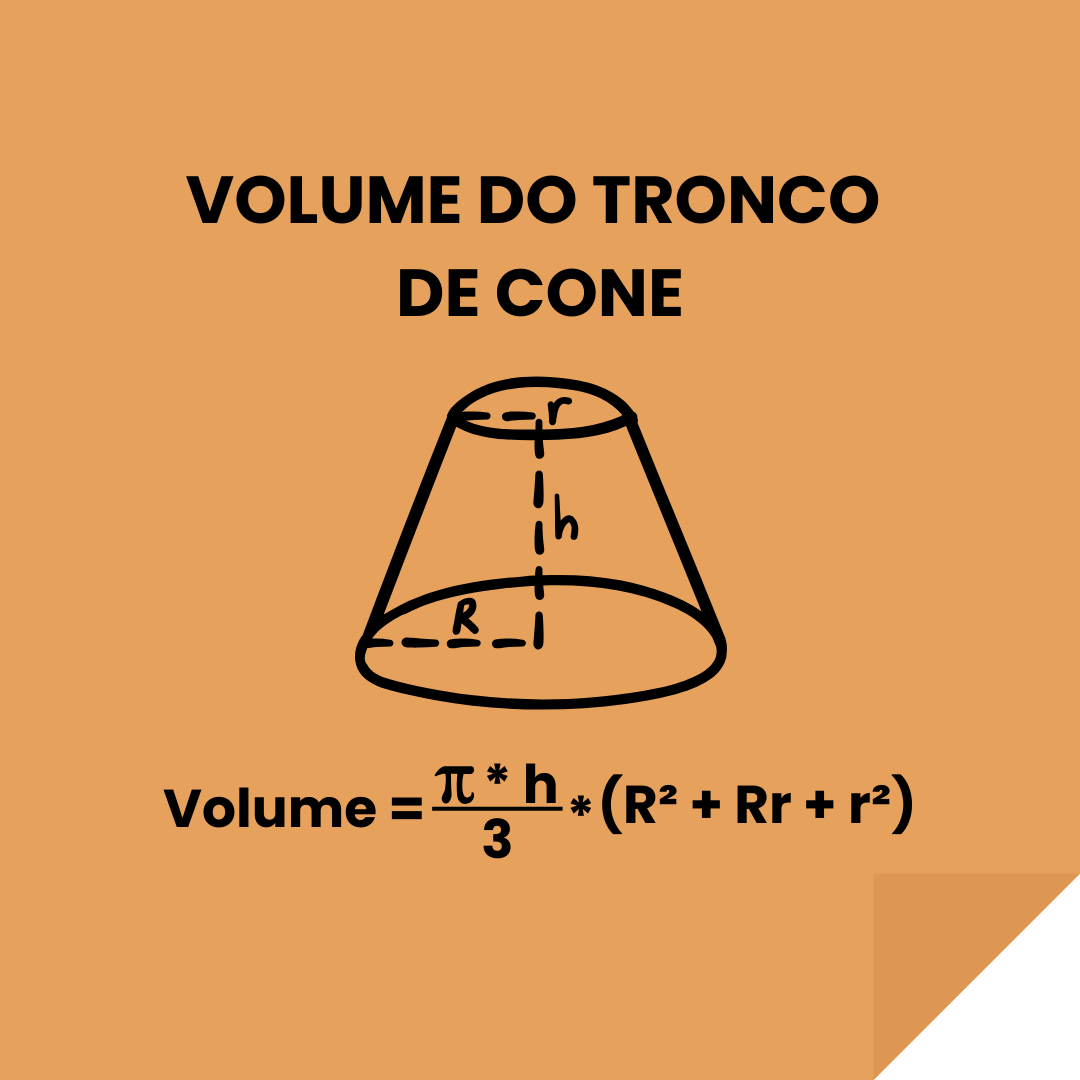 VOLUME DO TRONCO
DE CONE
r
h
R
Volume = π * h / 3 * (R² + Rr + r²)